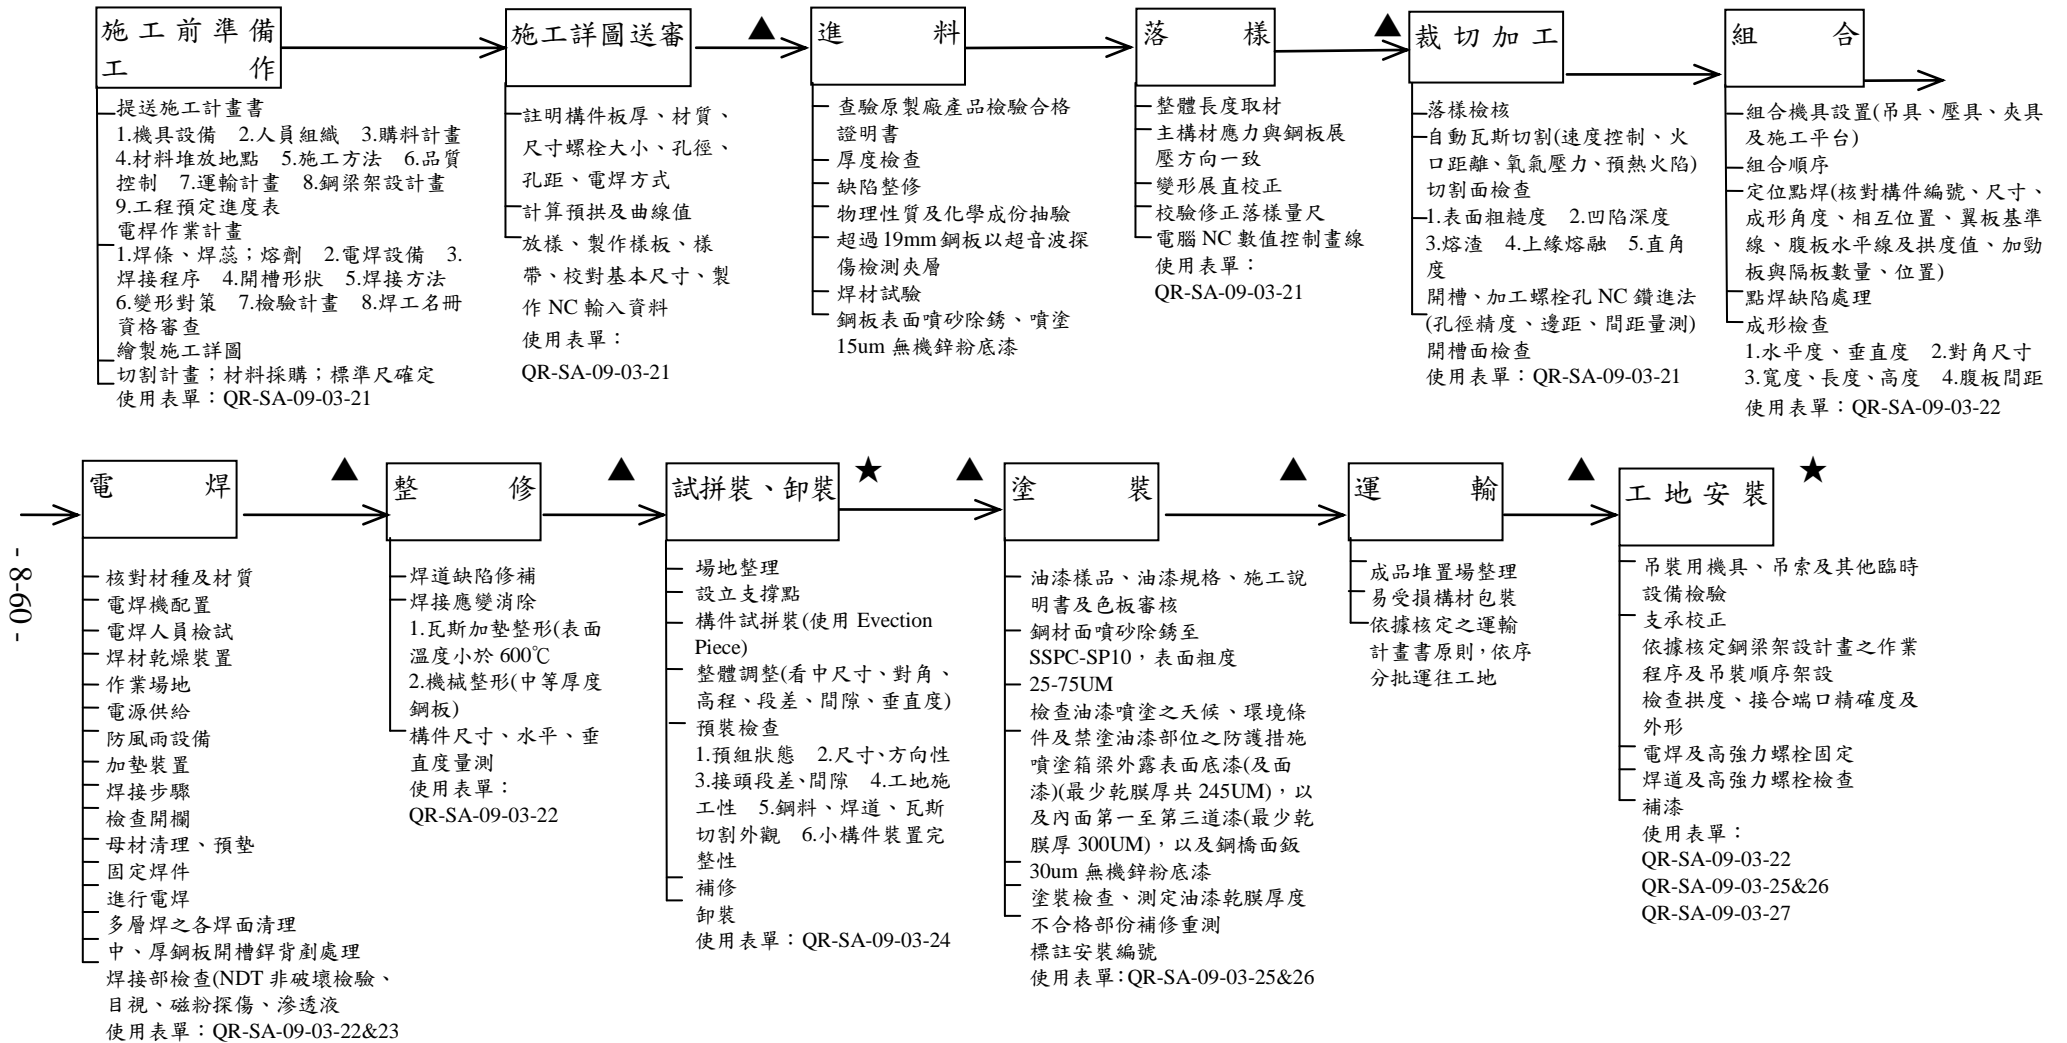 施工前準備
工作
提送施工計畫書
1.機具設備　2.人員組織　3.購料計畫
4.材料堆放地點　5.施工方法　6.品質
控制　7.運輸計畫　8.鋼梁架設計畫
9.工程預定進度表
電桿作業計畫
1.焊條、焊蕊；熔劑　2.電焊設備　3.
焊接程序　4.開槽形狀　5.焊接方法
6.變形對策　7.檢驗計畫　8.焊工名冊
資格審查
繪製施工詳圖
切割計畫；材料採購；標準尺確定
使用表單：QR-SA-09-03-21
施工詳圖送審
註明構件板厚、材質、
尺寸螺栓大小、孔徑、
孔距、電焊方式
計算預拱及曲線值
放樣、製作樣板、樣
帶、校對基本尺寸、製
作 NC 輸入資料
使用表單：
QR-SA-09-03-21
▲
進料
查驗原製廠產品檢驗合格
證明書
厚度檢查
缺陷整修
物理性質及化學成份抽驗
超過 19mm 鋼板以超音波探
傷檢測夾層
焊材試驗
鋼板表面噴砂除銹、噴塗
15um 無機鋅粉底漆
落樣
整體長度取材
主構材應力與鋼板展
壓方向一致
變形展直校正
校驗修正落樣量尺
電腦 NC 數值控制畫線
使用表單：
QR-SA-09-03-21
▲
裁切加工
落樣檢核
自動瓦斯切割(速度控制、火
口距離、氧氣壓力、預熱火陷)
切割面檢查
1.表面粗糙度　2.凹陷深度
3.熔渣　4.上緣熔融　5.直角
度
開槽、加工螺栓孔 NC 鑽進法
(孔徑精度、邊距、間距量測)
開槽面檢查
使用表單：QR-SA-09-03-21
組合
組合機具設置(吊具、壓具、夾具
及施工平台)
組合順序
定位點焊(核對構件編號、尺寸、
成形角度、相互位置、翼板基準
線、腹板水平線及拱度值、加勁
板與隔板數量、位置)
點焊缺陷處理
成形檢查
1.水平度、垂直度　2.對角尺寸
3.寬度、長度、高度　4.腹板間距
使用表單：QR-SA-09-03-22
電焊
核對材種及材質
電焊機配置
電焊人員檢試
焊材乾燥裝置
作業場地
電源供給
防風雨設備
加墊裝置
焊接步驟
檢查開欄
母材清理、預墊
固定焊件
進行電焊
多層焊之各焊面清理
中、厚鋼板開槽銲背剷處理
焊接部檢查(NDT 非破壞檢驗、
目視、磁粉探傷、滲透液
使用表單：QR-SA-09-03-22&23
▲
整修
焊道缺陷修補
焊接應變消除
1.瓦斯加墊整形(表面
溫度小於 600℃
2.機械整形(中等厚度
鋼板)
構件尺寸、水平、垂
直度量測
使用表單：
QR-SA-09-03-22
▲
試拼裝、卸裝
場地整理
設立支撐點
構件試拼裝(使用 Evection
Piece)
整體調整(看中尺寸、對角、
高程、段差、間隙、垂直度)
預裝檢查
1.預組狀態　2.尺寸、方向性
3.接頭段差、間隙　4.工地施
工性　5.鋼料、焊道、瓦斯
切割外觀　6.小構件裝置完
整性
補修
卸裝
使用表單：QR-SA-09-03-24
★
▲
塗裝
油漆樣品、油漆規格、施工說
明書及色板審核
鋼材面噴砂除銹至
SSPC-SP10，表面粗度
25-75UM
檢查油漆噴塗之天候、環境條
件及禁塗油漆部位之防護措施
噴塗箱梁外露表面底漆(及面
漆)(最少乾膜厚共 245UM)，以
及內面第一至第三道漆(最少乾
膜厚 300UM)，以及鋼橋面鈑
30um 無機鋅粉底漆
塗裝檢查、測定油漆乾膜厚度
不合格部份補修重測
標註安裝編號
使用表單：QR-SA-09-03-25&26
▲
運輸
成品堆置場整理
易受損構材包裝
依據核定之運輸
計畫書原則，依序
分批運往工地
▲
工地安裝
★
吊裝用機具、吊索及其他臨時
設備檢驗
支承校正
依據核定鋼梁架設計畫之作業
程序及吊裝順序架設
檢查拱度、接合端口精確度及
外形
電焊及高強力螺栓固定
焊道及高強力螺栓檢查
補漆
使用表單：
QR-SA-09-03-22
QR-SA-09-03-25&26
QR-SA-09-03-27
- 8-60 -